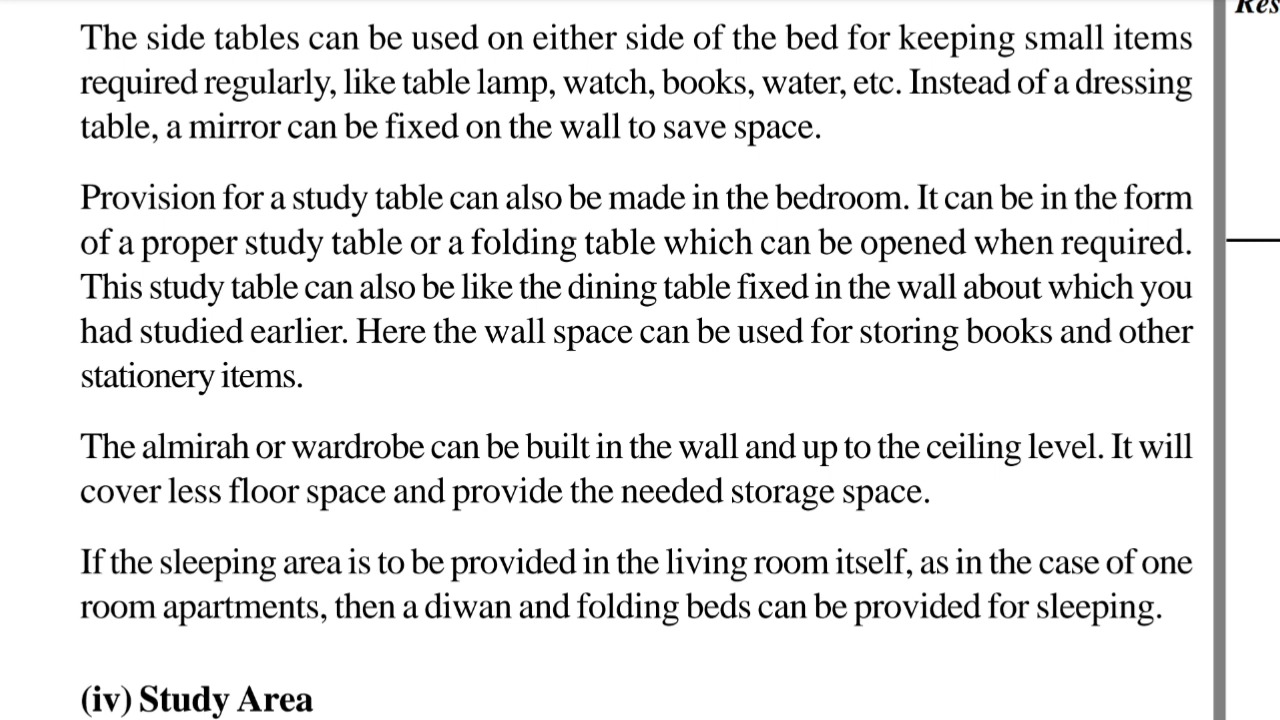 The side tables can be used on either side of the bed for keeping small items
required regularly, like table lamp, watch, books, water, etc. Instead of a dressing
table, a mirror can be fixed on the wall to save space.
Provision for a study table can also be made in the bedroom. It can be in the form
of a proper study table or a folding table which can be opened when required.
This study table can also be like the dining table fixed in the wall about which you
had studied earlier. Here the wall space can be used for storing books and other
stationery items.
The almirah or wardrobe can be built in the wall and up to the ceiling level. It will
cover less floor space and provide the needed storage space.
If the sleeping area is to be provided in the living room itself, as in the case of one
room apartments, then a diwan and folding beds can be provided for sleeping.
(iv) Study Area